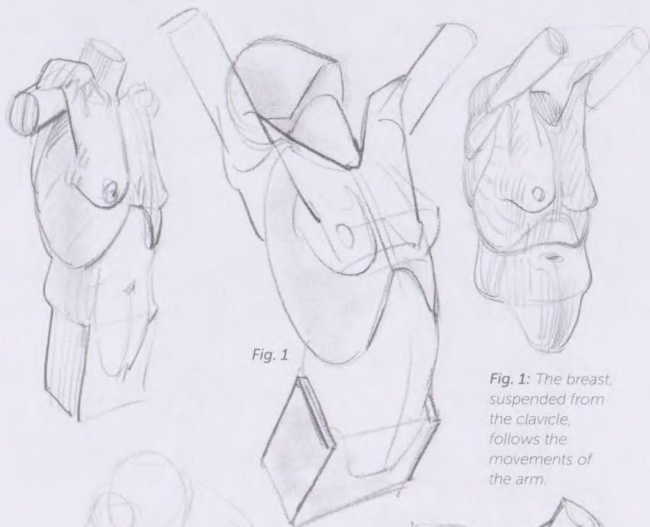 Fig. 1
Fig. 1: The breast,
suspended from
the clavicle,
follows the
movements of
the arm.